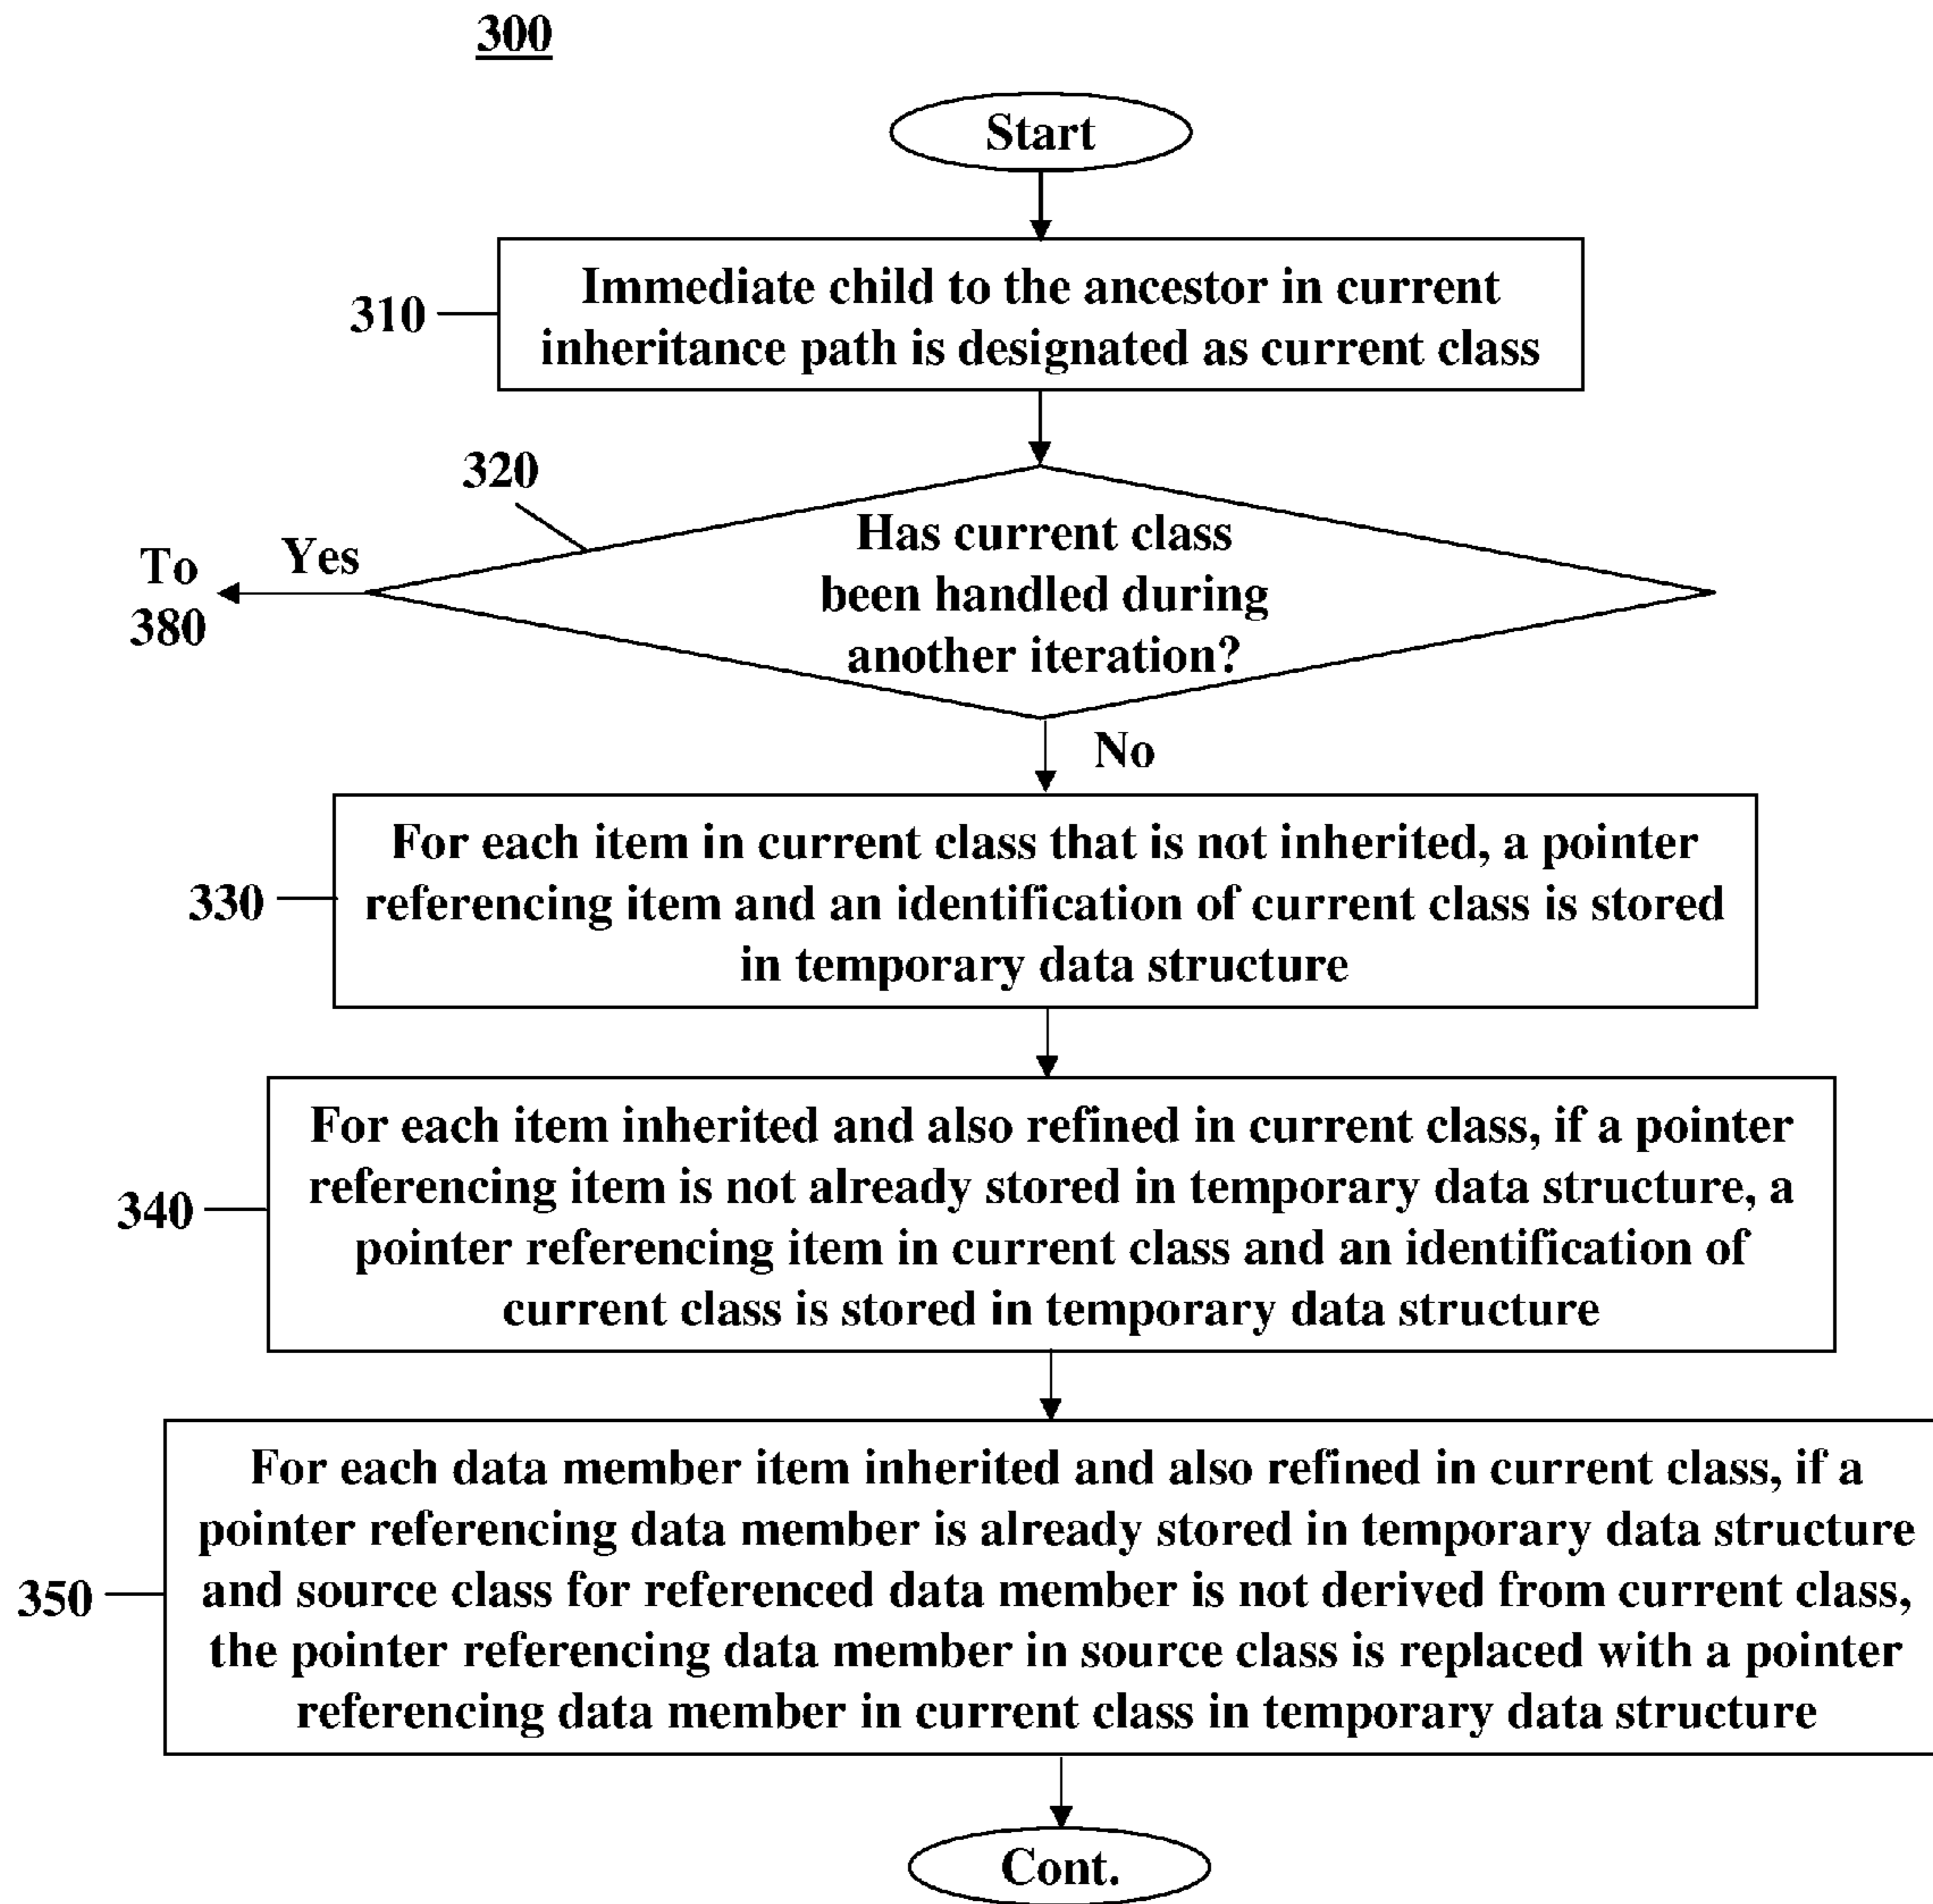 300
Start
310
Immediate child to the ancestor in current
inheritance path is designated as current class
320
Has current class
been handled during
another iteration?
Yes
To
380
No
330
For each item in current class that is not inherited, a pointer
referencing item and an identification of current class is stored
in temporary data structure
340
For each item inherited and also refined in current class, if a pointer
referencing item is not already stored in temporary data structure, a
pointer referencing item in current class and an identification of
current class is stored in temporary data structure
350
For each data member item inherited and also refined in current class, if a
pointer referencing data member is already stored in temporary data structure
and source class for referenced data member is not derived from current class,
the pointer referencing data member in source class is replaced with a pointer
referencing data member in current class in temporary data structure
Cont.